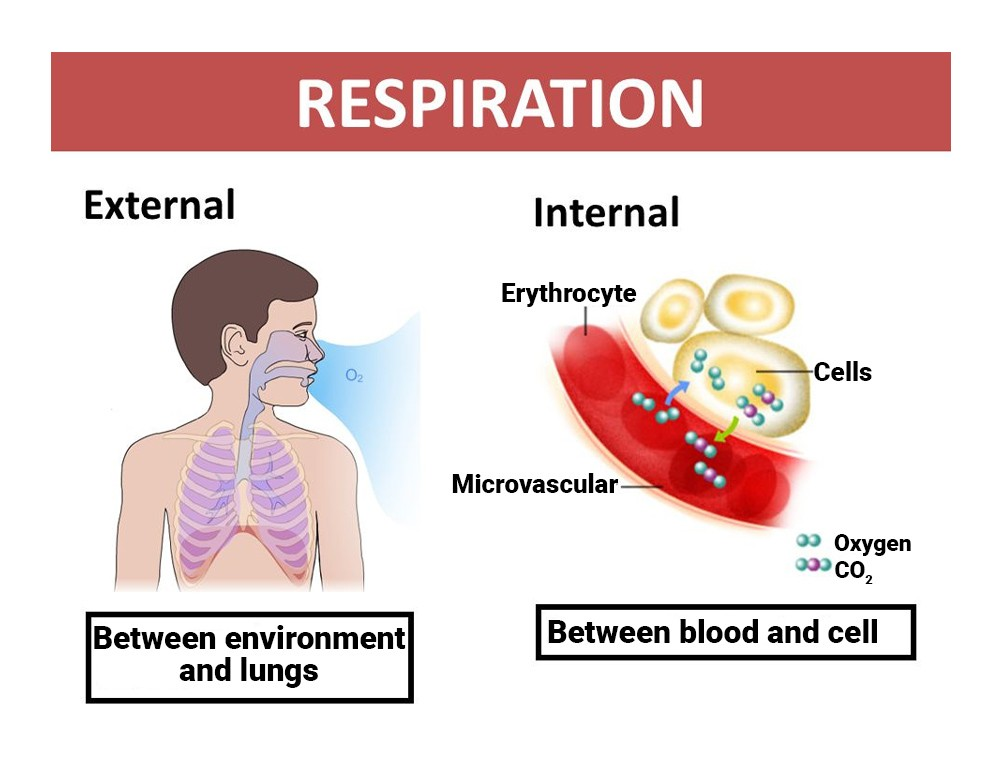 RESPIRATION
External
O₂
Between environment
and lungs
Internal
Erythrocyte
Cells
Microvascular
Oxygen
CO₂
Between blood and cell